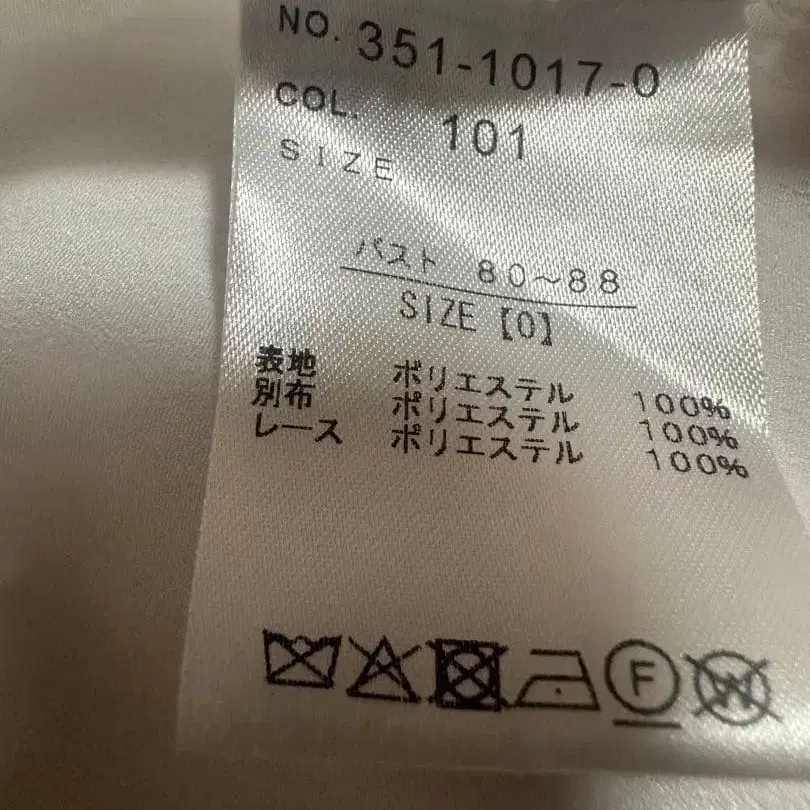 NO. 351-1017-0
COL. 101
SIZE
バスト 80~88
SIZE【0】
表地 ポリエステル 100%
別布 ポリエステル 100%
レース ポリエステル 100%
F W